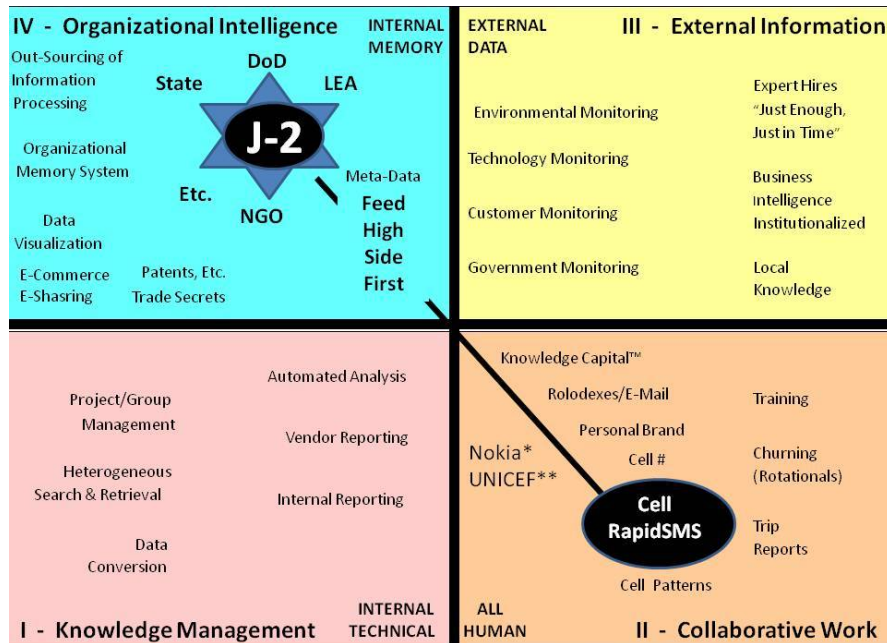 IV - Organizational Intelligence
INTERNAL
MEMORY
Out-Sourcing of
Information
Processing
Organizational
Memory System
Data
Visualization
E-Commerce
E-Shasring
Patents, Etc.
Trade Secrets
State
DoD
LEA
J-2
Etc.
NGO
Meta-Data
Feed
High
Side
First
EXTERNAL
DATA
III - External Information
Environmental Monitoring
Technology Monitoring
Customer Monitoring
Government Monitoring
Expert Hires
“Just Enough,
Just in Time”
Business
Intelligence
Institutionalized
Local
Knowledge
Automated Analysis
Project/Group
Management
Vendor Reporting
Heterogeneous
Search & Retrieval
Internal Reporting
Data
Conversion
I - Knowledge Management
INTERNAL
TECHNICAL
Knowledge Capital™
Rolodexes/E-Mail
Personal Brand
Cell #
Nokia*
UNICEF**
Cell
RapidSMS
Cell Patterns
Training
Churning
(Rotationals)
Trip
Reports
ALL
HUMAN
II - Collaborative Work